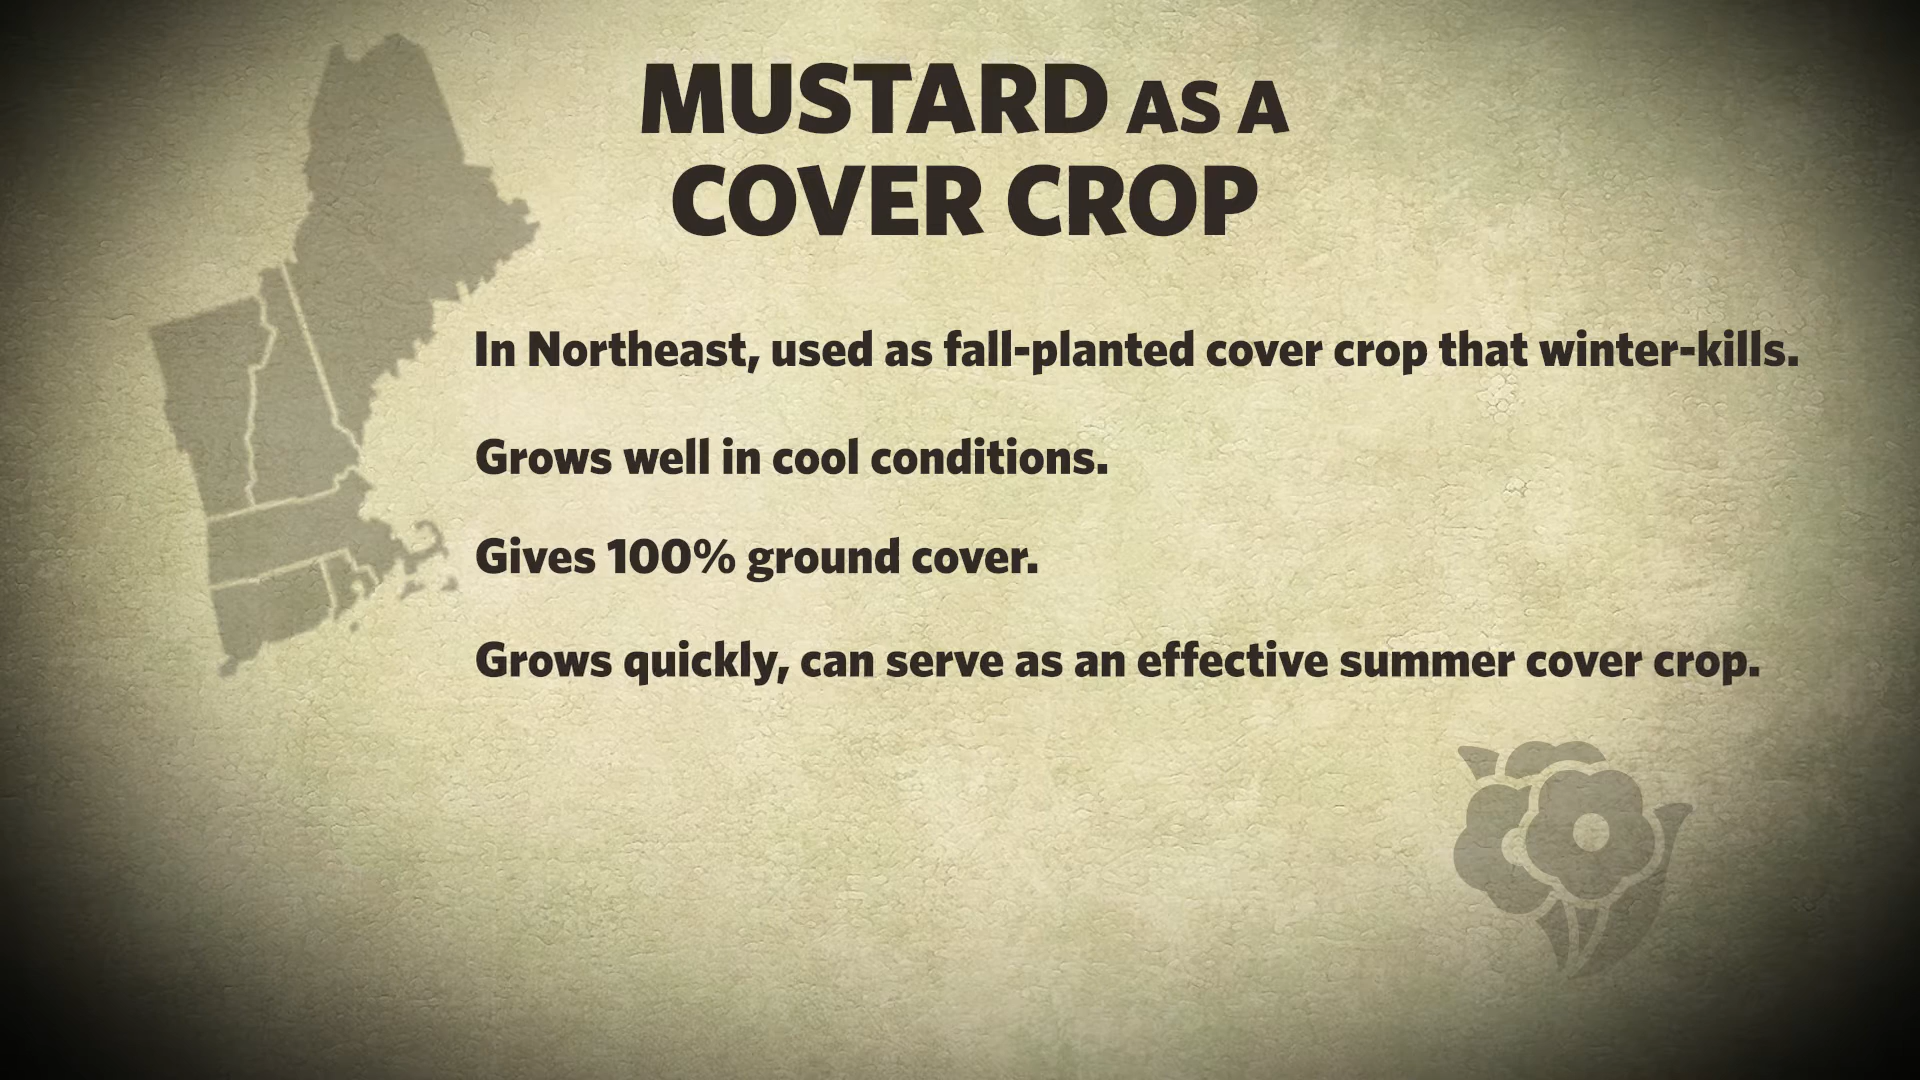 MUSTARD AS A
COVER CROP
In Northeast, used as fall-planted cover crop that winter-kills.
Grows well in cool conditions.
Gives 100% ground cover.
Grows quickly, can serve as an effective summer cover crop.